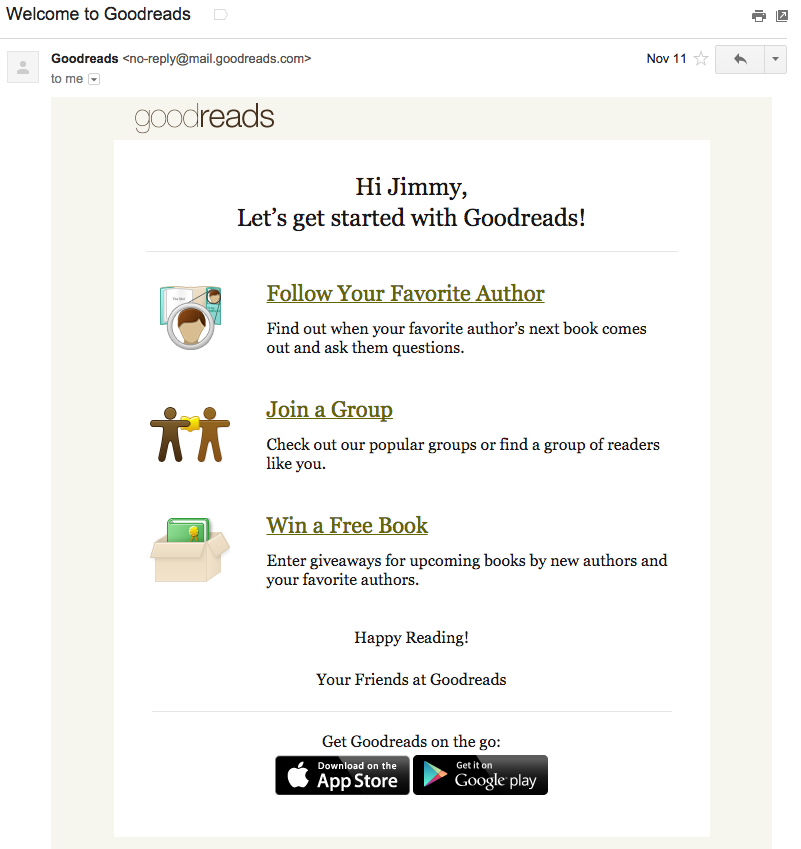 Welcome to Goodreads
Goodreads <no-reply@mail.goodreads.com>
Nov 11
to me
goodreads
Hi Jimmy,
Let’s get started with Goodreads!
Follow Your Favorite Author
Find out when your favorite author’s next book comes
out and ask them questions.
Join a Group
Check out our popular groups or find a group of readers
like you.
Win a Free Book
Enter giveaways for upcoming books by new authors and
your favorite authors.
Happy Reading!
Your Friends at Goodreads
Get Goodreads on the go:
Download on the
App Store
Get it on
Google play